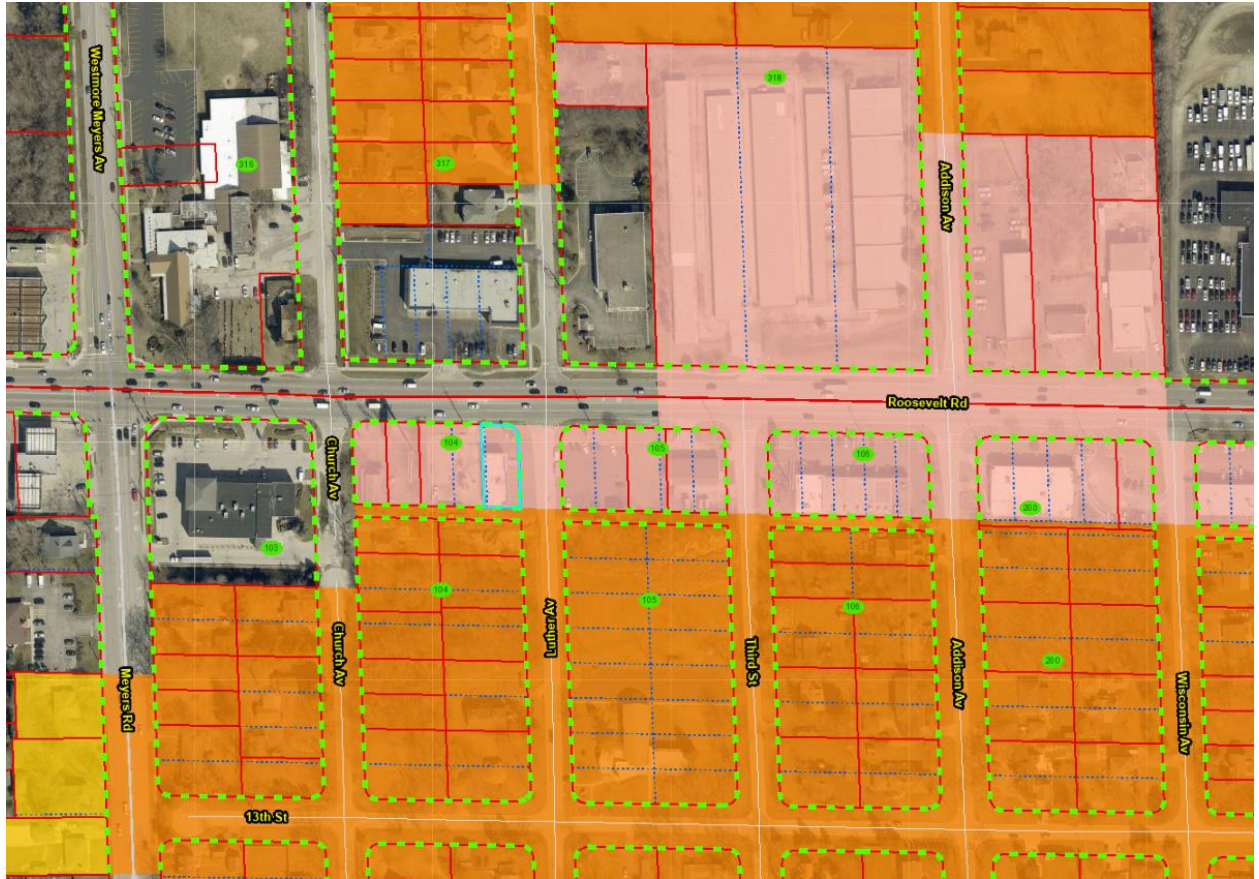 Westmore Meyers Av
316
317
318
Addison Av
Roosevelt Rd
Church Av
104
105
106
200
103
104
105
106
200
Church Av
Luther Av
Third St
Addison Av
Wisconsin Av
Meyers Rd
13th St